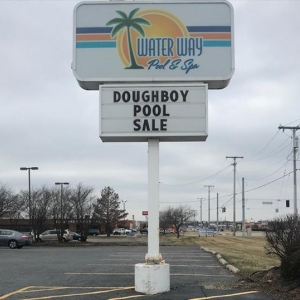 WATER WAY
Pool & Spa
DOUGHBOY
POOL
SALE